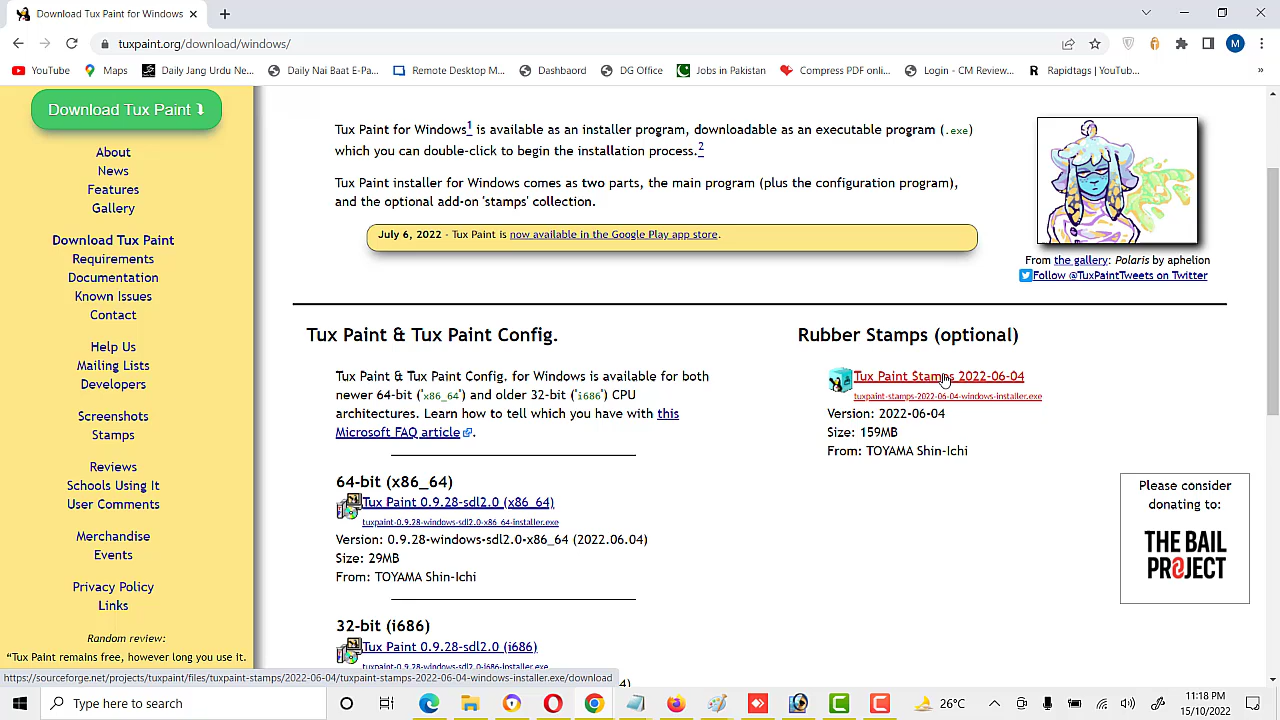 Download Tux Paint for Windows
tuxpaint.org/download/windows/
M
YouTube
Maps
Daily Jang Urdu Ne...
Daily Nai Baat E-Pa...
Remote Desktop M...
Dashbaord
DG Office
Jobs in Pakistan
Compress PDF onl...
Login - CM Review...
R
Rapidtags | YouTub...
»
Download Tux Paint
About
News
Features
Gallery
Download Tux Paint
Requirements
Documentation
Known Issues
Contact
Help Us
Mailing Lists
Developers
Screenshots
Stamps
Reviews
Schools Using It
User Comments
Merchandise
Events
Privacy Policy
Links
Random review:
“Tux Paint remains free, however long you use it.
Tux Paint for Windows1 is available as an installer program, downloadable as an executable program (.exe)
which you can double-click to begin the installation process.2
Tux Paint installer for Windows comes as two parts, the main program (plus the configuration program),
and the optional add-on 'stamps' collection.
July 6, 2022 - Tux Paint is now available in the Google Play app store.
From the gallery: Polaris by aphelion
Follow @TuxPaintTweets on Twitter
Tux Paint & Tux Paint Config.
Tux Paint & Tux Paint Config. for Windows is available for both
newer 64-bit ("x86_64") and older 32-bit ("i686") CPU
architectures. Learn how to tell which you have with this
Microsoft FAQ article.
64-bit (x86_64)
Tux Paint 0.9.28-sdl2.0 (x86_64)
tuxpaint-0.9.28-windows-sdl2.0-x86_64-installer.exe
Version: 0.9.28-windows-sdl2.0-x86_64 (2022.06.04)
Size: 29MB
From: TOYAMA Shin-Ichi
32-bit (i686)
Tux Paint 0.9.28-sdl2.0 (i686)
tuxpaint-0.9.28-windows-sdl2.0-i686-installer.exe
Rubber Stamps (optional)
Tux Paint Stamps 2022-06-04
tuxpaint-stamps-2022-06-04-windows-installer.exe
Version: 2022-06-04
Size: 159MB
From: TOYAMA Shin-Ichi
Please consider
donating to:
THE BAIL
PROJECT
https://sourceforge.net/projects/tuxpaint/files/tuxpaint-stamps/2022-06-04/tuxpaint-stamps-2022-06-04-windows-installer.exe/download
Type here to search
26°C
11:18 PM
15/10/2022